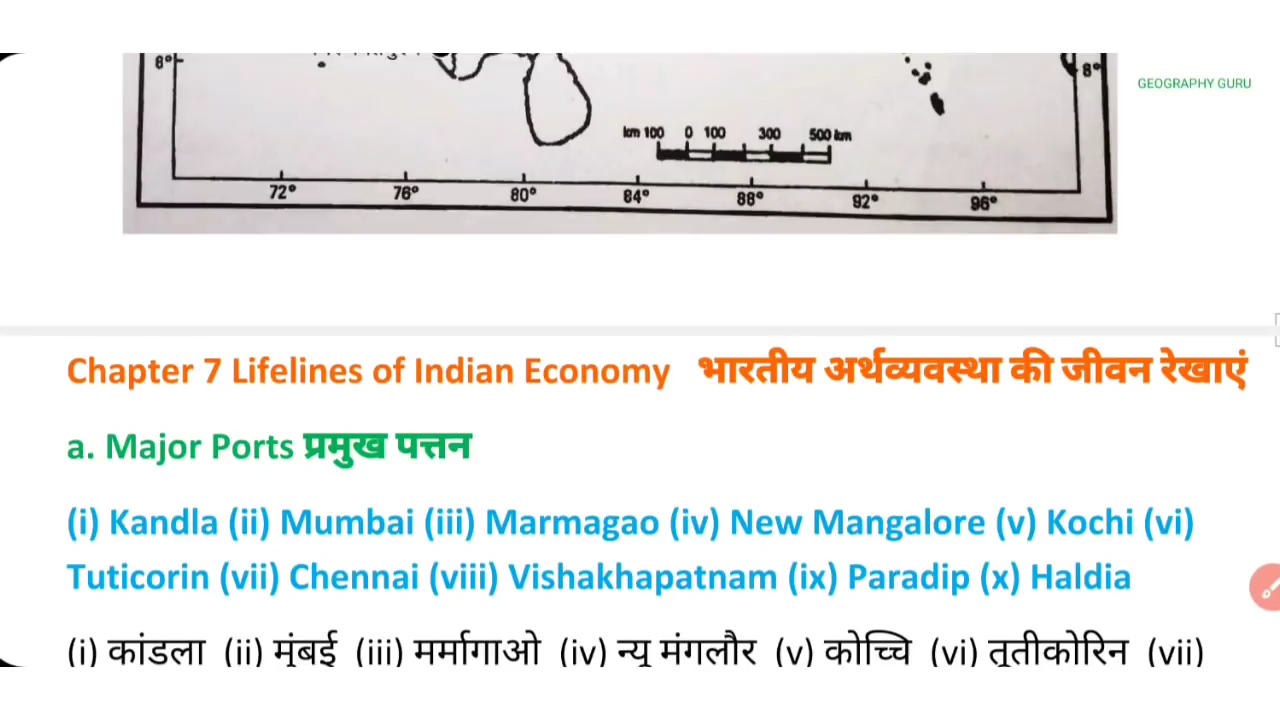 8°
8°
GEOGRAPHY GURU
km 100 0 100 300 500 km
72° 76° 80° 84° 88° 92° 96°
Chapter 7 Lifelines of Indian Economy भारतीय अर्थव्यवस्था की जीवन रेखाएं
a. Major Ports प्रमुख पत्तन
(i) Kandla (ii) Mumbai (iii) Marmagao (iv) New Mangalore (v) Kochi (vi)
Tuticorin (vii) Chennai (viii) Vishakhapatnam (ix) Paradip (x) Haldia
(i) कांडला (ii) मुंबई (iii) मर्मागाओ (iv) न्यू मंगलौर (v) कोच्चि (vi) तूतीकोरिन (vii)